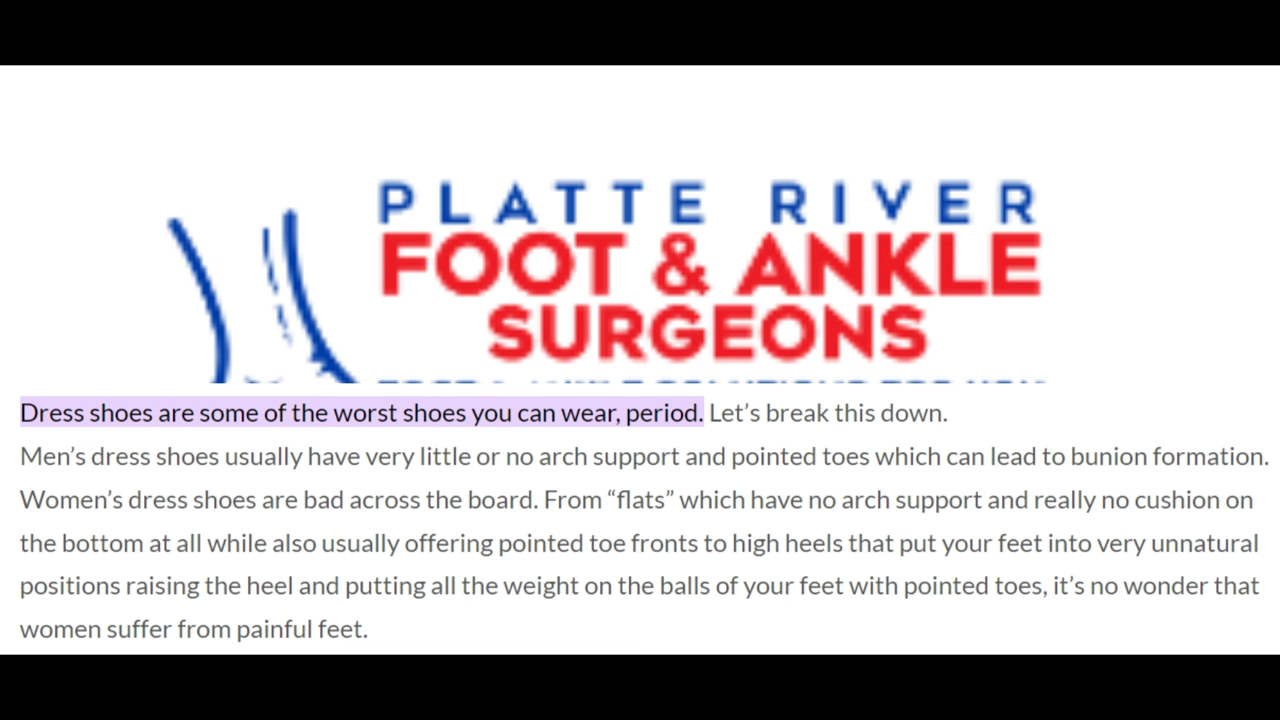 PLATTE RIVER
FOOT & ANKLE
SURGEONS
Dress shoes are some of the worst shoes you can wear, period. Let’s break this down.
Men’s dress shoes usually have very little or no arch support and pointed toes which can lead to bunion formation.
Women’s dress shoes are bad across the board. From “flats” which have no arch support and really no cushion on
the bottom at all while also usually offering pointed toe fronts to high heels that put your feet into very unnatural
positions raising the heel and putting all the weight on the balls of your feet with pointed toes, it’s no wonder that
women suffer from painful feet.